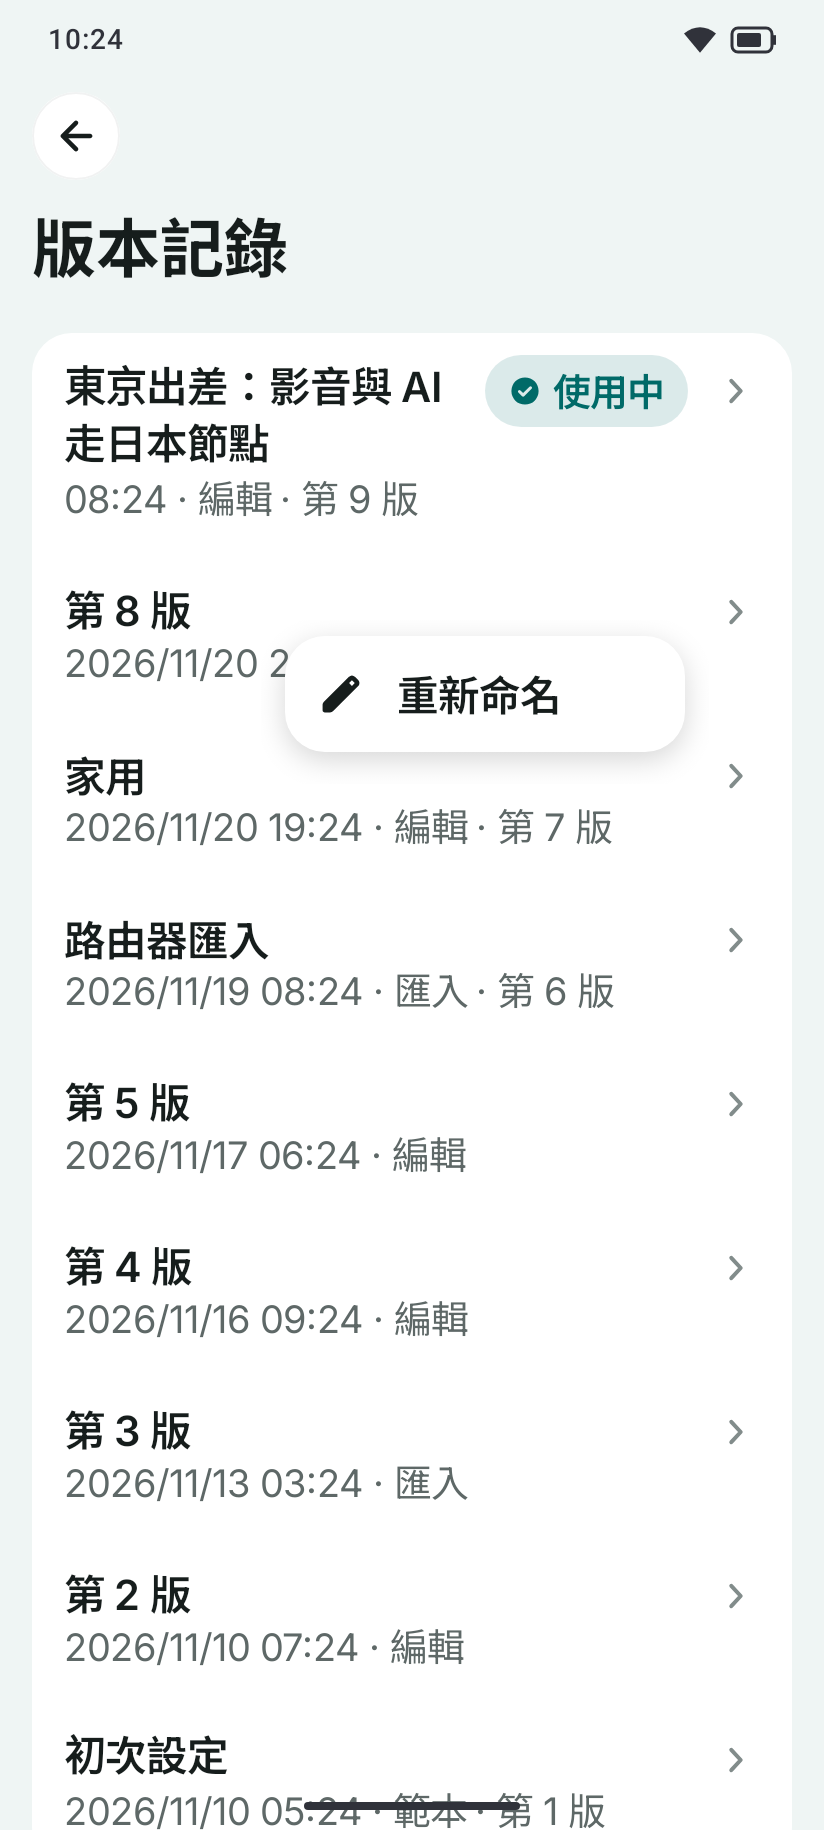 10:24
版本記錄
東京出差：影音與 AI
走日本節點
使用中
08:24 · 編輯 · 第 9 版
第 8 版
2026/11/20 2
重新命名
家用
2026/11/20 19:24 · 編輯 · 第 7 版
路由器匯入
2026/11/19 08:24 · 匯入 · 第 6 版
第 5 版
2026/11/17 06:24 · 編輯
第 4 版
2026/11/16 09:24 · 編輯
第 3 版
2026/11/13 03:24 · 匯入
第 2 版
2026/11/10 07:24 · 編輯
初次設定
2026/11/10 05:24 · 範本 · 第 1 版